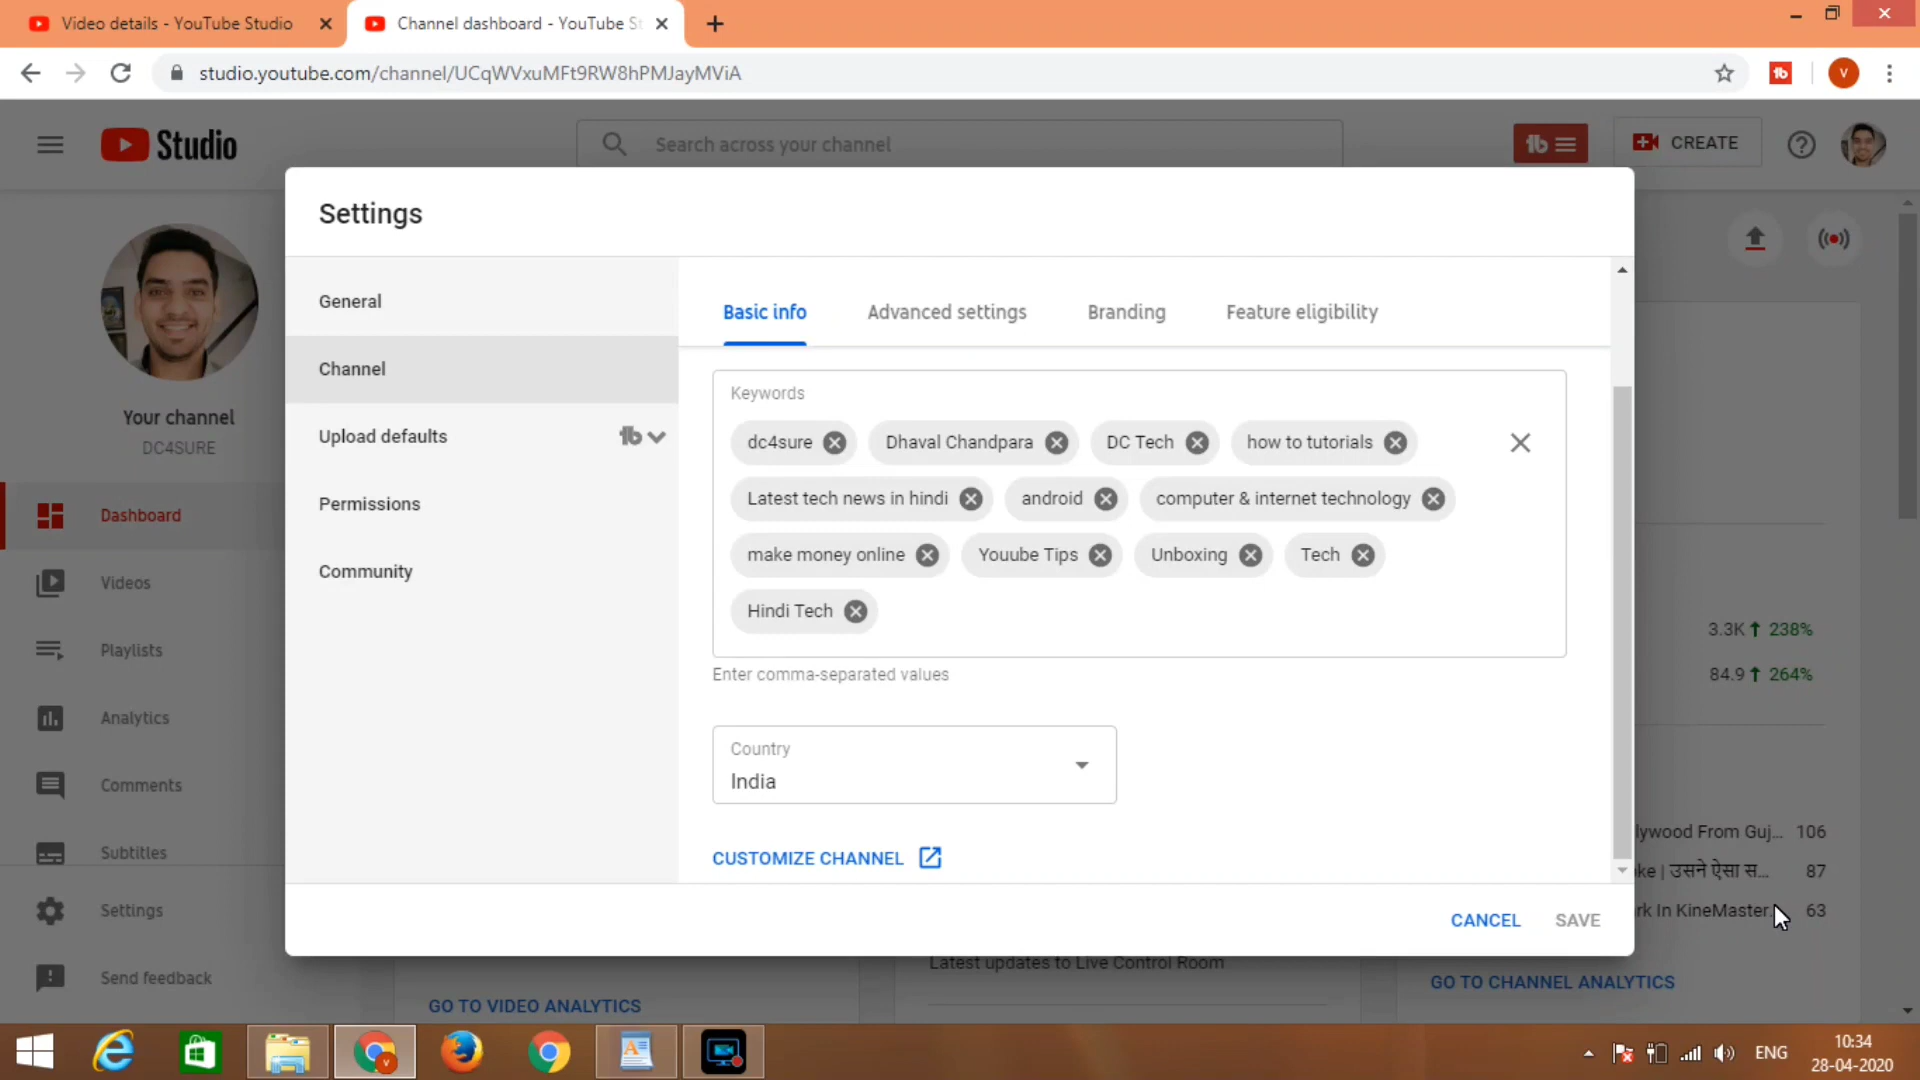 Video details - YouTube Studio
Channel dashboard - YouTube St
studio.youtube.com/channel/UCqWVxuMFt9RW8hPMJayMViA
V
Studio
Search across your channel
CREATE
Settings
General
Channel
Upload defaults
Permissions
Community
Your channel
DC4SURE
Dashboard
Videos
Playlists
Analytics
Comments
Subtitles
Settings
Send feedback
Basic info Advanced settings Branding Feature eligibility
Keywords
dc4sure Dhaval Chandpara DC Tech how to tutorials
Latest tech news in hindi android computer & internet technology
make money online Youube Tips Unboxing Tech
Hindi Tech
Enter comma-separated values
Country
India
CUSTOMIZE CHANNEL
CANCEL SAVE
3.3K 238%
84.9 264%
lywood From Guj... 106
ke | उसने ऐसा स... 87
rk In KineMaster 63
Latest updates to Live Control Room
GO TO VIDEO ANALYTICS
GO TO CHANNEL ANALYTICS
ENG
10:34
28-04-2020